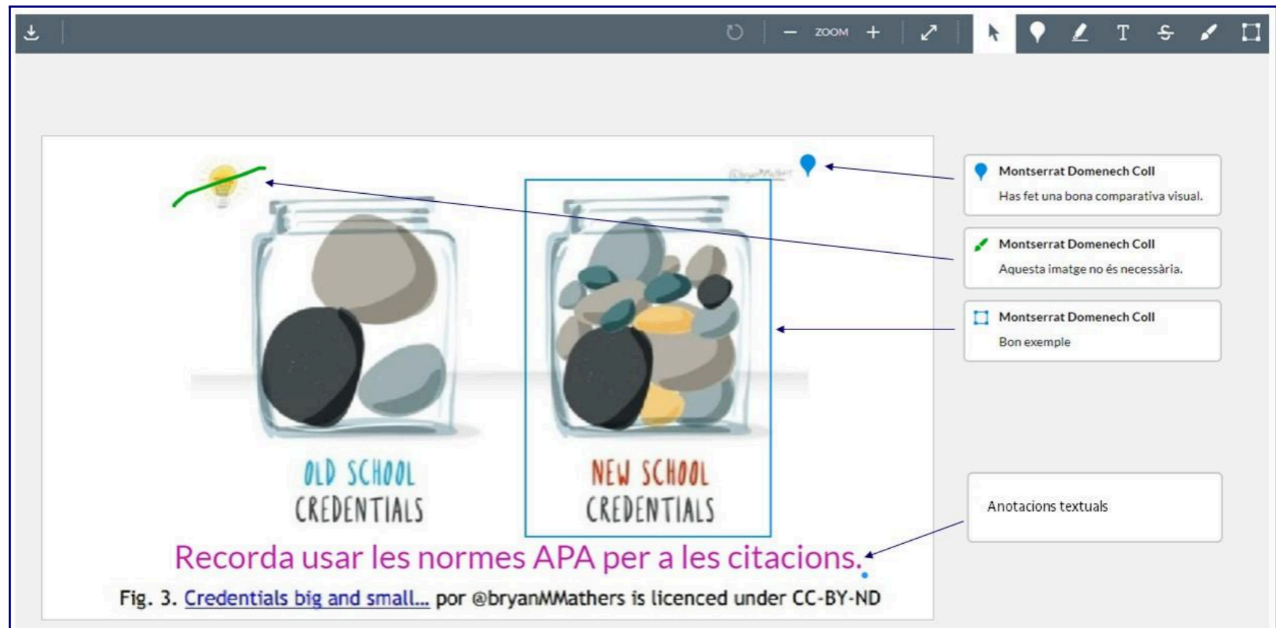 ZOOM
T
S
@bryanMMathers
Montserrat Domenech Coll
Has fet una bona comparativa visual.
Montserrat Domenech Coll
Aquesta imatge no és necessària.
Montserrat Domenech Coll
Bon exemple
OLD SCHOOL
CREDENTIALS
NEW SCHOOL
CREDENTIALS
Anotacions textuals
Recorda usar les normes APA per a les citacions.
Fig. 3. Credentials big and small... por @bryanMMathers is licenced under CC-BY-ND